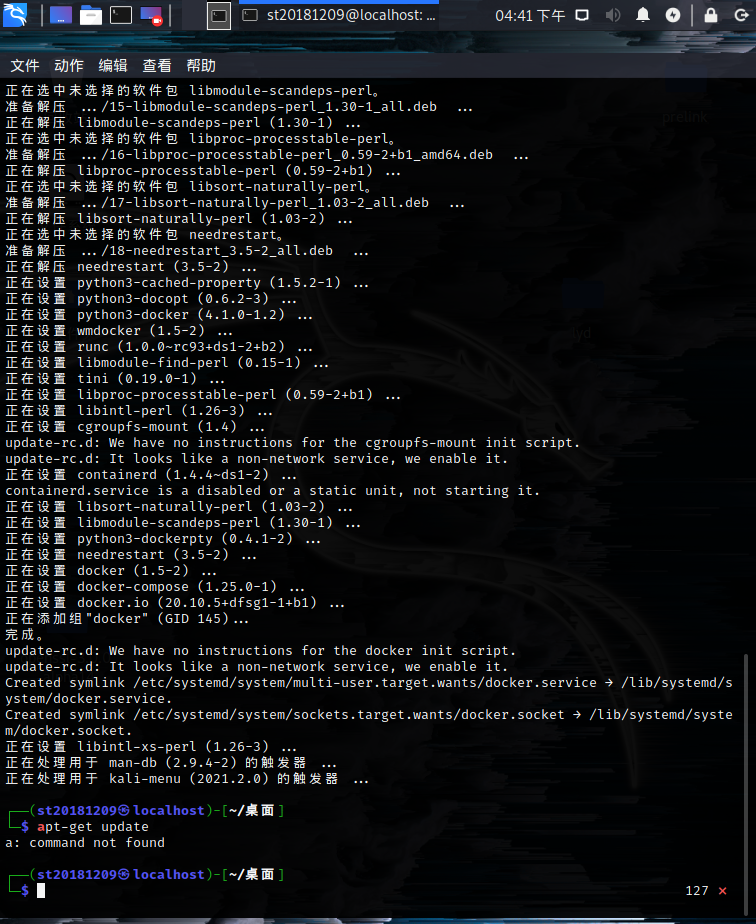 st20181209@localhost: ...
04:41 下午
文件 动作 编辑 查看 帮助
正在选中未选择的软件包 libmodule-scandeps-perl。
准备解压 .../15-libmodule-scandeps-perl_1.30-1_all.deb ...
正在解压 libmodule-scandeps-perl (1.30-1) ...
正在选中未选择的软件包 libproc-processtable-perl。
准备解压 .../16-libproc-processtable-perl_0.59-2+b1_amd64.deb ...
正在解压 libproc-processtable-perl (0.59-2+b1) ...
正在选中未选择的软件包 libsort-naturally-perl。
准备解压 .../17-libsort-naturally-perl_1.03-2_all.deb ...
正在解压 libsort-naturally-perl (1.03-2) ...
正在选中未选择的软件包 needrestart。
准备解压 .../18-needrestart_3.5-2_all.deb ...
正在解压 needrestart (3.5-2) ...
正在设置 python3-cached-property (1.5.2-1) ...
正在设置 python3-docopt (0.6.2-3) ...
正在设置 python3-docker (4.1.0-1.2) ...
正在设置 wmdocker (1.5-2) ...
正在设置 runc (1.0.0~rc93+ds1-2+b2) ...
正在设置 libmodule-find-perl (0.15-1) ...
正在设置 tini (0.19.0-1) ...
正在设置 libproc-processtable-perl (0.59-2+b1) ...
正在设置 libintl-perl (1.26-3) ...
正在设置 cgroupfs-mount (1.4) ...
update-rc.d: We have no instructions for the cgroupfs-mount init script.
update-rc.d: It looks like a non-network service, we enable it.
正在设置 containerd (1.4.4~ds1-2) ...
containerd.service is a disabled or a static unit, not starting it.
正在设置 libsort-naturally-perl (1.03-2) ...
正在设置 libmodule-scandeps-perl (1.30-1) ...
正在设置 python3-dockerpty (0.4.1-2) ...
正在设置 needrestart (3.5-2) ...
正在设置 docker (1.5-2) ...
正在设置 docker-compose (1.25.0-1) ...
正在设置 docker.io (20.10.5+dfsg1-1+b1) ...
正在添加组"docker" (GID 145)...
完成。
update-rc.d: We have no instructions for the docker init script.
update-rc.d: It looks like a non-network service, we enable it.
Created symlink /etc/systemd/system/multi-user.target.wants/docker.service → /lib/systemd/s
ystem/docker.service.
Created symlink /etc/systemd/system/sockets.target.wants/docker.socket → /lib/systemd/syste
m/docker.socket.
正在设置 libintl-xs-perl (1.26-3) ...
正在处理用于 man-db (2.9.4-2) 的触发器 ...
正在处理用于 kali-menu (2021.2.0) 的触发器 ...
┌──(st20181209㉿localhost)-[~/桌面]
└─$ apt-get update
a: command not found
┌──(st20181209㉿localhost)-[~/桌面]
└─$ 127 ⨯
prelink